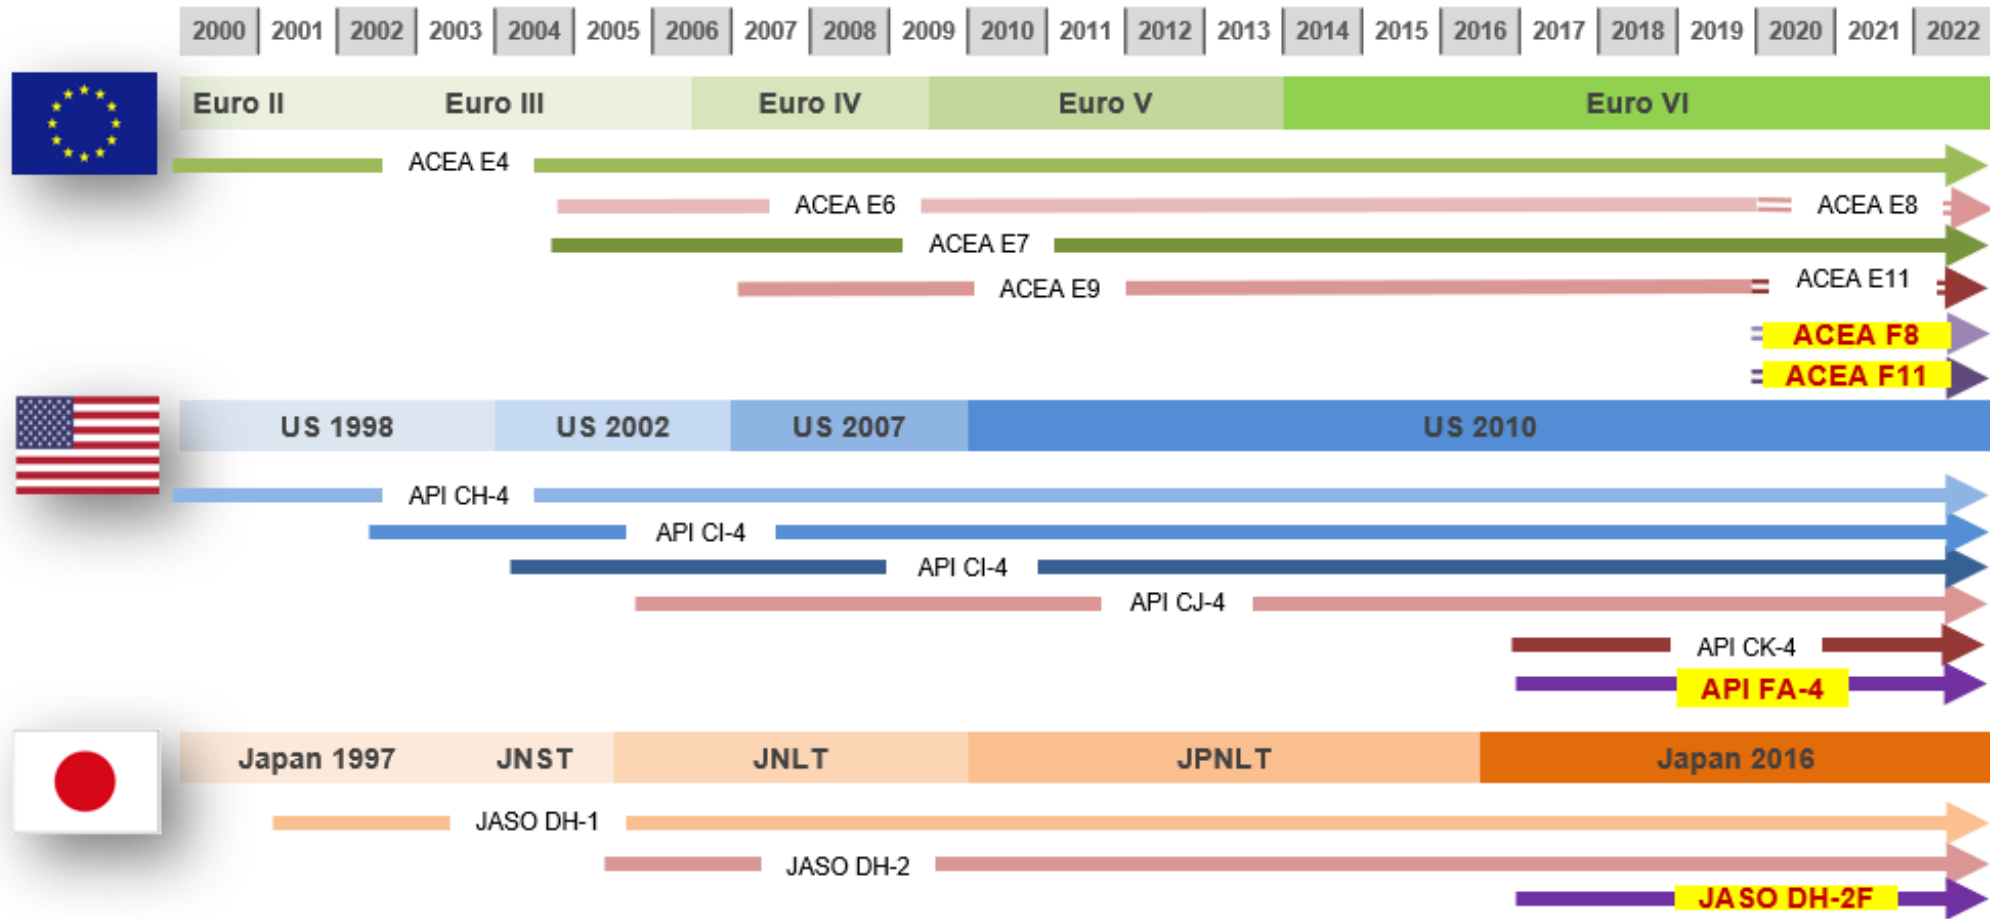 2000 2001 2002 2003 2004 2005 2006 2007 2008 2009 2010 2011 2012 2013 2014 2015 2016 2017 2018 2019 2020 2021 2022
Euro II Euro III Euro IV Euro V Euro VI
ACEA E4
ACEA E6 ACEA E8
ACEA E7
ACEA E9 ACEA E11
ACEA F8
ACEA F11
US 1998 US 2002 US 2007 US 2010
API CH-4
API CI-4
API CI-4
API CJ-4
API CK-4
API FA-4
Japan 1997 JNST JNLT JPNLT Japan 2016
JASO DH-1
JASO DH-2
JASO DH-2F